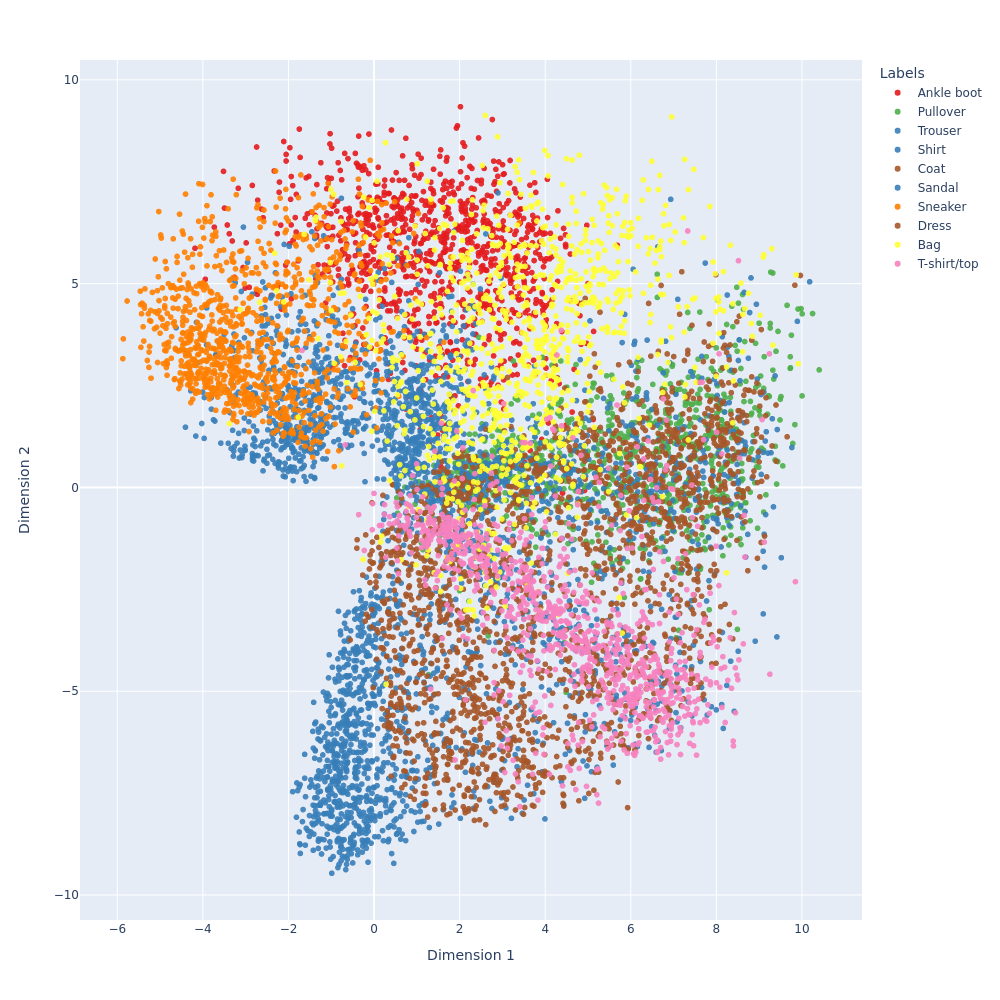 Labels
Ankle boot
Pullover
Trouser
Shirt
Coat
Sandal
Sneaker
Dress
Bag
T-shirt/top
10
5
0
−5
−10
−6 −4 −2 0 2 4 6 8 10
Dimension 1
Dimension 2